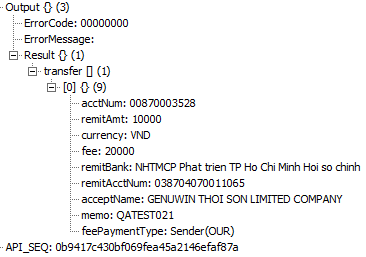 Output {} (3)
ErrorCode: 00000000
ErrorMessage:
Result {} (1)
transfer [] (1)
[0] {} (9)
acctNum: 00870003528
remitAmt: 10000
currency: VND
fee: 20000
remitBank: NHTMCP Phat trien TP Ho Chi Minh Hoi so chinh
remitAcctNum: 038704070011065
acceptName: GENUWIN THOI SON LIMITED COMPANY
memo: QATEST021
feePaymentType: Sender(OUR)
API_SEQ: 0b9417c430bf069fea45a2146efaf87a